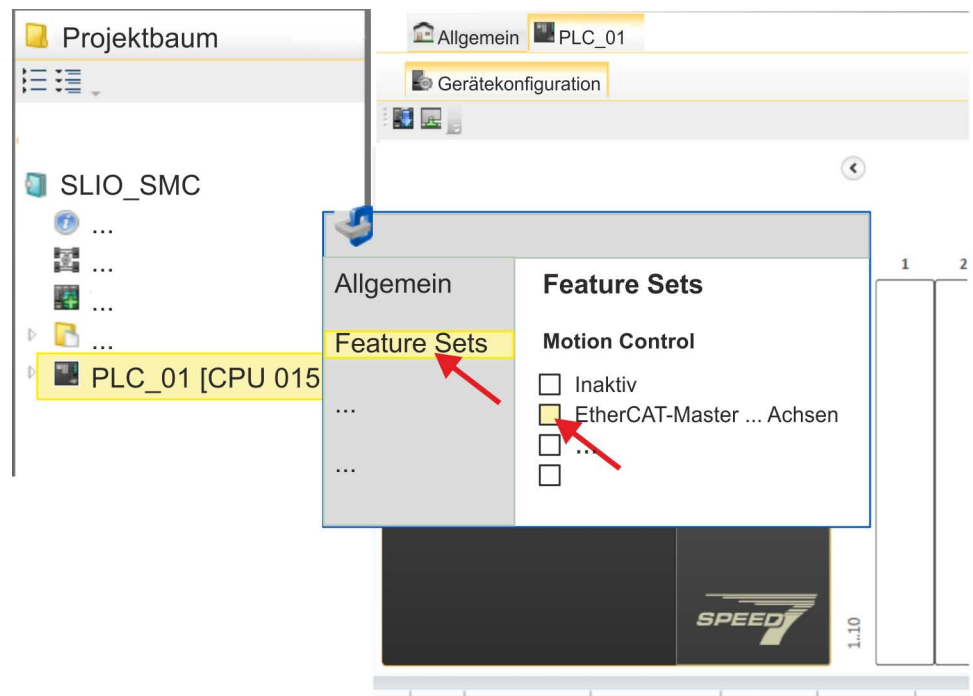 Projektbaum
SLIO_SMC
...
...
...
...
PLC_01 [CPU 015
Allgemein
PLC_01
Gerätekonfiguration
Allgemein
Feature Sets
...
...
Feature Sets
Motion Control
Inaktiv
EtherCAT-Master ... Achsen
...
1
2
SPEED7
1..10